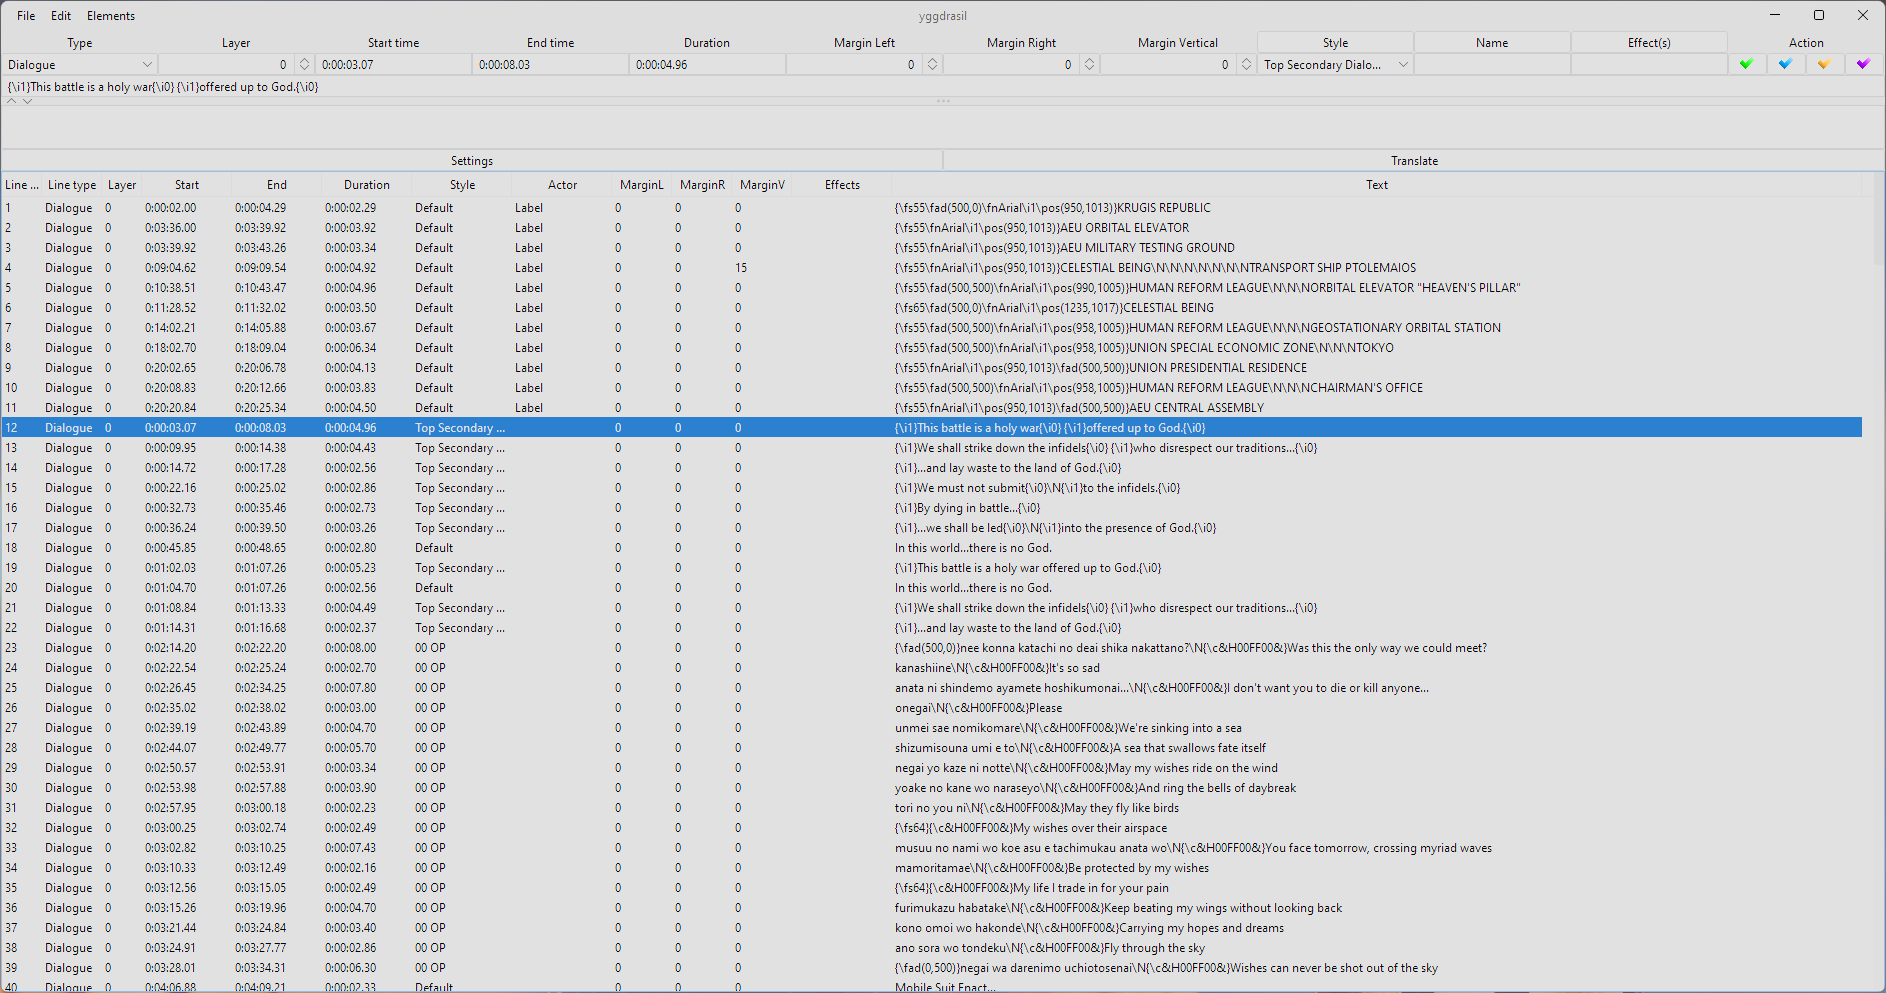 File Edit Elements yggdrasil
Type Layer Start time End time Duration Margin Left Margin Right Margin Vertical Style Name Effect(s) Action
Dialogue 0 0:00:03.07 0:00:08.03 0:00:04.96 0 0 0 Top Secondary Dialo...
{\i1}This battle is a holy war{\i0} {\i1}offered up to God.{\i0}
Settings Translate
Line ... Line type Layer Start End Duration Style Actor MarginL MarginR MarginV Effects Text
1 Dialogue 0 0:00:02.00 0:00:04.29 0:00:02.29 Default Label 0 0 0 {\fs55\fad(500,0)\fnArial\i1\pos(950,1013)}KRUGIS REPUBLIC
2 Dialogue 0 0:03:36.00 0:03:39.92 0:00:03.92 Default Label 0 0 0 {\fs55\fnArial\i1\pos(950,1013)}AEU ORBITAL ELEVATOR
3 Dialogue 0 0:03:39.92 0:03:43.26 0:00:03.34 Default Label 0 0 0 {\fs55\fnArial\i1\pos(950,1013)}AEU MILITARY TESTING GROUND
4 Dialogue 0 0:09:04.62 0:09:09.54 0:00:04.92 Default Label 0 0 15 {\fs55\fnArial\i1\pos(950,1013)}CELESTIAL BEING\N\N\N\N\N\N\NTRANSPORT SHIP PTOLEMAIOS
5 Dialogue 0 0:10:38.51 0:10:43.47 0:00:04.96 Default Label 0 0 0 {\fs55\fad(500,500)\fnArial\i1\pos(990,1005)}HUMAN REFORM LEAGUE\N\N\NORBITAL ELEVATOR "HEAVEN'S PILLAR"
6 Dialogue 0 0:11:28.52 0:11:32.02 0:00:03.50 Default Label 0 0 0 {\fs65\fad(500,0)\fnArial\i1\pos(1235,1017)}CELESTIAL BEING
7 Dialogue 0 0:14:02.21 0:14:05.88 0:00:03.67 Default Label 0 0 0 {\fs55\fad(500,500)\fnArial\i1\pos(958,1005)}HUMAN REFORM LEAGUE\N\N\NGEOSTATIONARY ORBITAL STATION
8 Dialogue 0 0:18:02.70 0:18:09.04 0:00:06.34 Default Label 0 0 0 {\fs55\fad(500,500)\fnArial\i1\pos(958,1005)}UNION SPECIAL ECONOMIC ZONE\N\N\NTOKYO
9 Dialogue 0 0:20:02.65 0:20:06.78 0:00:04.13 Default Label 0 0 0 {\fs55\fnArial\i1\pos(950,1013)\fad(500,500)}UNION PRESIDENTIAL RESIDENCE
10 Dialogue 0 0:20:08.83 0:20:12.66 0:00:03.83 Default Label 0 0 0 {\fs55\fad(500,500)\fnArial\i1\pos(958,1005)}HUMAN REFORM LEAGUE\N\N\NCHAIRMAN'S OFFICE
11 Dialogue 0 0:20:20.84 0:20:25.34 0:00:04.50 Default Label 0 0 0 {\fs55\fnArial\i1\pos(950,1013)\fad(500,500)}AEU CENTRAL ASSEMBLY
12 Dialogue 0 0:00:03.07 0:00:08.03 0:00:04.96 Top Secondary ... 0 0 0 {\i1}This battle is a holy war{\i0} {\i1}offered up to God.{\i0}
13 Dialogue 0 0:00:09.95 0:00:14.38 0:00:04.43 Top Secondary ... 0 0 0 {\i1}We shall strike down the infidels{\i0} {\i1}who disrespect our traditions...{\i0}
14 Dialogue 0 0:00:14.72 0:00:17.28 0:00:02.56 Top Secondary ... 0 0 0 {\i1}...and lay waste to the land of God.{\i0}
15 Dialogue 0 0:00:22.16 0:00:25.02 0:00:02.86 Top Secondary ... 0 0 0 {\i1}We must not submit{\i0}\N{\i1}to the infidels.{\i0}
16 Dialogue 0 0:00:32.73 0:00:35.46 0:00:02.73 Top Secondary ... 0 0 0 {\i1}By dying in battle...{\i0}
17 Dialogue 0 0:00:36.24 0:00:39.50 0:00:03.26 Top Secondary ... 0 0 0 {\i1}...we shall be led{\i0}\N{\i1}into the presence of God.{\i0}
18 Dialogue 0 0:00:45.85 0:00:48.65 0:00:02.80 Default 0 0 0 In this world...there is no God.
19 Dialogue 0 0:01:02.03 0:01:07.26 0:00:05.23 Top Secondary ... 0 0 0 {\i1}This battle is a holy war offered up to God.{\i0}
20 Dialogue 0 0:01:04.70 0:01:07.26 0:00:02.56 Default 0 0 0 In this world...there is no God.
21 Dialogue 0 0:01:08.84 0:01:13.33 0:00:04.49 Top Secondary ... 0 0 0 {\i1}We shall strike down the infidels{\i0} {\i1}who disrespect our traditions...{\i0}
22 Dialogue 0 0:01:14.31 0:01:16.68 0:00:02.37 Top Secondary ... 0 0 0 {\i1}...and lay waste to the land of God.{\i0}
23 Dialogue 0 0:02:14.20 0:02:22.20 0:00:08.00 00 OP 0 0 0 {\fad(500,0)}nee konna katachi no deai shika nakattano?\N{\c&H00FF00&}Was this the only way we could meet?
24 Dialogue 0 0:02:22.54 0:02:25.24 0:00:02.70 00 OP 0 0 0 kanashiine\N{\c&H00FF00&}It's so sad
25 Dialogue 0 0:02:26.45 0:02:34.25 0:00:07.80 00 OP 0 0 0 anata ni shindemo ayamete hoshikumonai...\N{\c&H00FF00&}I don't want you to die or kill anyone...
26 Dialogue 0 0:02:35.02 0:02:38.02 0:00:03.00 00 OP 0 0 0 onegai\N{\c&H00FF00&}Please
27 Dialogue 0 0:02:39.19 0:02:43.89 0:00:04.70 00 OP 0 0 0 unmei sae nomikomare\N{\c&H00FF00&}We're sinking into a sea
28 Dialogue 0 0:02:44.07 0:02:49.77 0:00:05.70 00 OP 0 0 0 shizumisouna umi e to\N{\c&H00FF00&}A sea that swallows fate itself
29 Dialogue 0 0:02:50.57 0:02:53.91 0:00:03.34 00 OP 0 0 0 negai yo kaze ni notte\N{\c&H00FF00&}May my wishes ride on the wind
30 Dialogue 0 0:02:53.98 0:02:57.88 0:00:03.90 00 OP 0 0 0 yoake no kane wo naraseyo\N{\c&H00FF00&}And ring the bells of daybreak
31 Dialogue 0 0:02:57.95 0:03:00.18 0:00:02.23 00 OP 0 0 0 tori no you ni\N{\c&H00FF00&}May they fly like birds
32 Dialogue 0 0:03:00.25 0:03:02.74 0:00:02.49 00 OP 0 0 0 {\fs64}{\c&H00FF00&}My wishes over their airspace
33 Dialogue 0 0:03:02.82 0:03:10.25 0:00:07.43 00 OP 0 0 0 musuu no nami wo koe asu e tachimukau anata wo\N{\c&H00FF00&}You face tomorrow, crossing myriad waves
34 Dialogue 0 0:03:10.33 0:03:12.49 0:00:02.16 00 OP 0 0 0 mamoritamae\N{\c&H00FF00&}Be protected by my wishes
35 Dialogue 0 0:03:12.56 0:03:15.05 0:00:02.49 00 OP 0 0 0 {\fs64}{\c&H00FF00&}My life I trade in for your pain
36 Dialogue 0 0:03:15.26 0:03:19.96 0:00:04.70 00 OP 0 0 0 furimukazu habatake\N{\c&H00FF00&}Keep beating my wings without looking back
37 Dialogue 0 0:03:21.44 0:03:24.84 0:00:03.40 00 OP 0 0 0 kono omoi wo hakonde\N{\c&H00FF00&}Carrying my hopes and dreams
38 Dialogue 0 0:03:24.91 0:03:27.77 0:00:02.86 00 OP 0 0 0 ano sora wo tondeku\N{\c&H00FF00&}Fly through the sky
39 Dialogue 0 0:03:28.01 0:03:34.31 0:00:06.30 00 OP 0 0 0 {\fad(0,500)}negai wa darenimo uchiotosenai\N{\c&H00FF00&}Wishes can never be shot out of the sky
40 Dialogue 0 0:04:06.88 0:04:09.21 0:00:02.33 Default 0 0 0 Mobile Suit Enact...